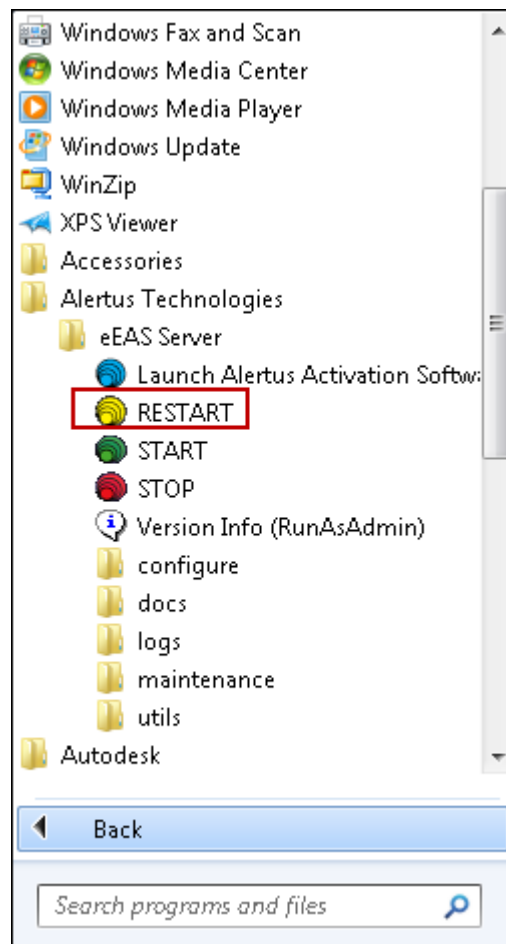 Windows Fax and Scan
Windows Media Center
Windows Media Player
Windows Update
WinZip
XPS Viewer
Accessories
Alertus Technologies
eEAS Server
Launch Alertus Activation Softw
RESTART
START
STOP
Version Info (RunAsAdmin)
configure
docs
logs
maintenance
utils
Autodesk
Back
Search programs and files